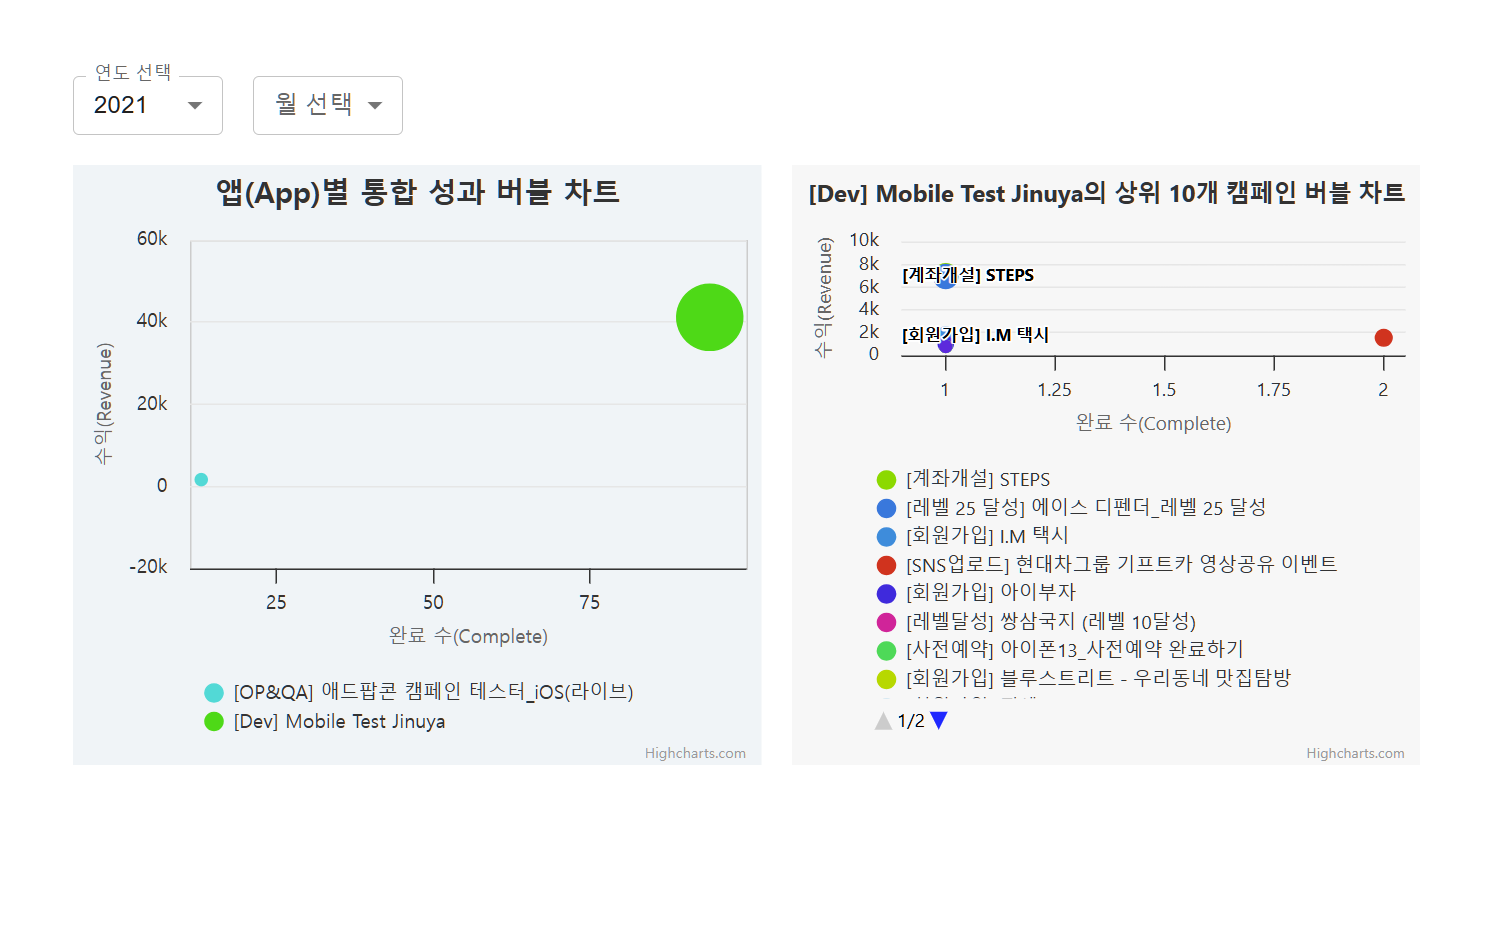 연도 선택
2021
월 선택
앱(App)별 통합 성과 버블 차트
수익(Revenue)
60k
40k
20k
0
-20k
25 50 75
완료 수(Complete)
[OP&QA] 애드팝콘 캠페인 테스터_iOS(라이브)
[Dev] Mobile Test Jinuya
Highcharts.com
[Dev] Mobile Test Jinuya의 상위 10개 캠페인 버블 차트
수익(Revenue)
10k
8k
6k
4k
2k
0
[계좌개설] STEPS
[회원가입] I.M 택시
1 1.25 1.5 1.75 2
완료 수(Complete)
[계좌개설] STEPS
[레벨 25 달성] 에이스 디펜더_레벨 25 달성
[회원가입] I.M 택시
[SNS업로드] 현대차그룹 기프트카 영상공유 이벤트
[회원가입] 아이부자
[레벨달성] 쌍삼국지 (레벨 10달성)
[사전예약] 아이폰13_사전예약 완료하기
[회원가입] 블루스트리트 - 우리동네 맛집탐방
1/2
Highcharts.com